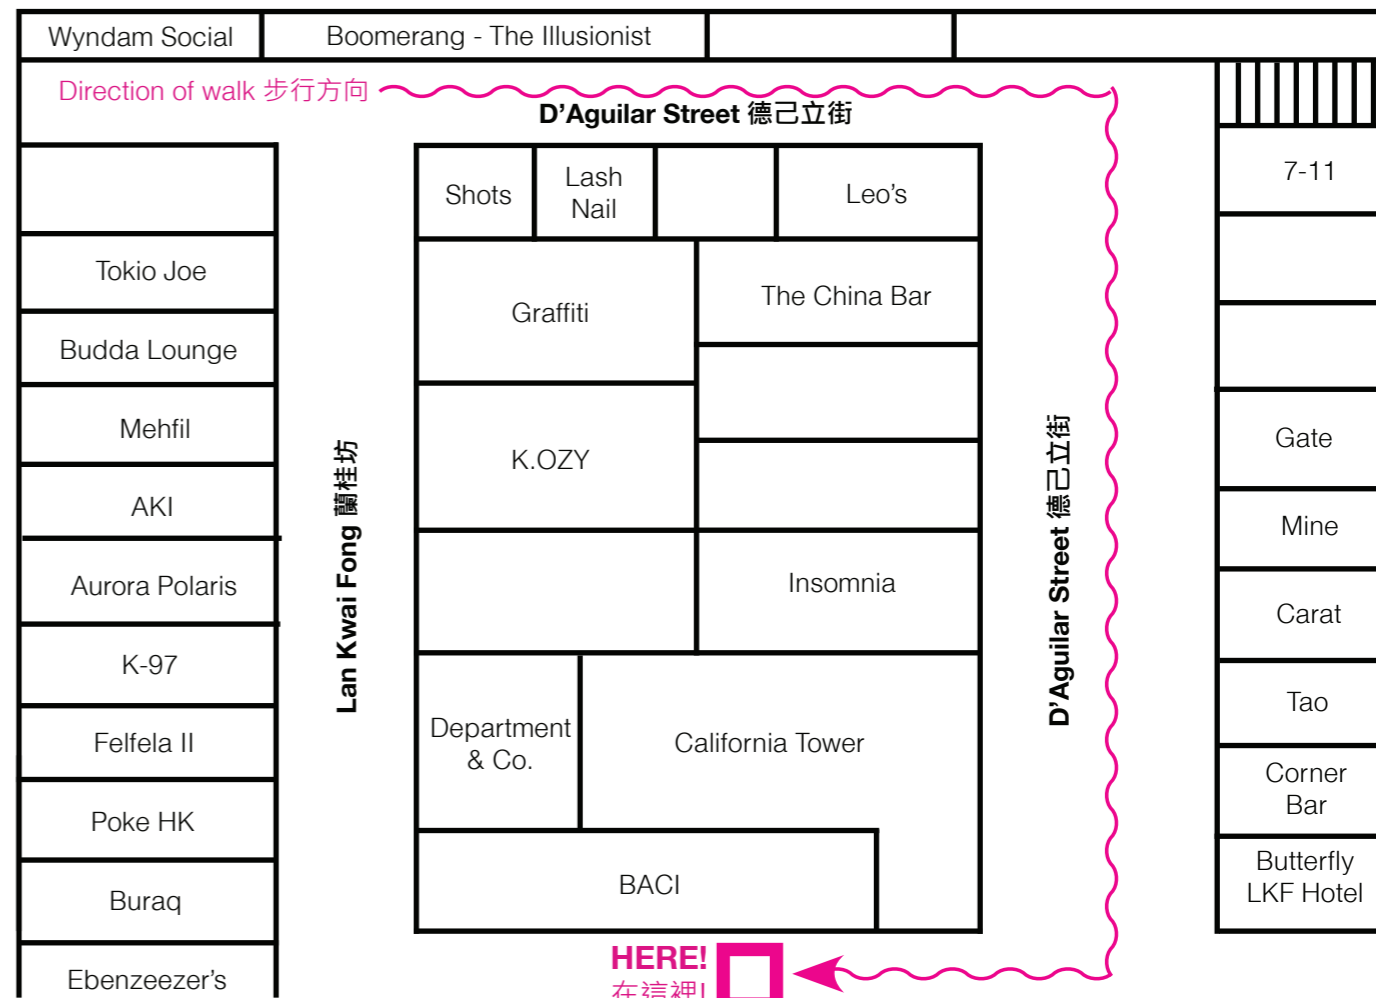 Wyndam Social
Boomerang - The Illusionist
Direction of walk 步行方向
D'Aguilar Street 德己立街
Shots
Lash
Nail
Leo's
7-11
Tokio Joe
Graffiti
The China Bar
Budda Lounge
Mehfil
K.OZY
Gate
AKI
Mine
Aurora Polaris
Insomnia
Carat
Lan Kwai Fong 蘭桂坊
D'Aguilar Street 德己立街
K-97
Tao
Felfela II
Department
& Co.
California Tower
Corner
Bar
Poke HK
BACI
Butterfly
LKF Hotel
Buraq
HERE!
在這裡!
Ebenzeezer's